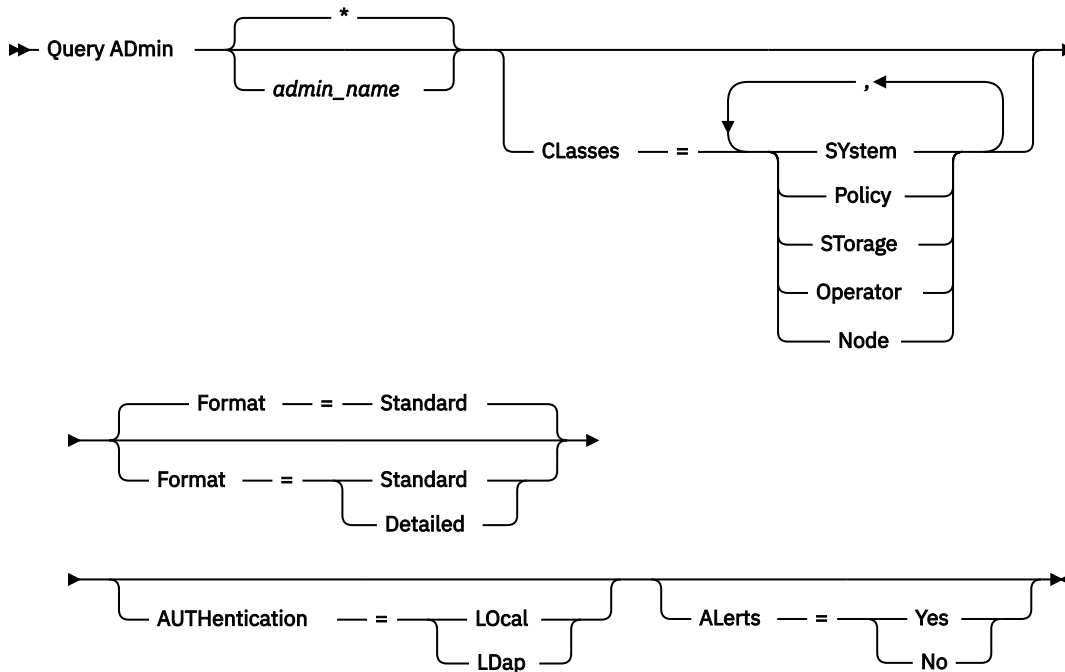 *
Query ADmin
admin_name
,
CLasses = SYstem
Policy
STorage
Operator
Node
Format = Standard
Format = Standard
Detailed
AUTHentication = LOcal
LDap
ALerts = Yes
No